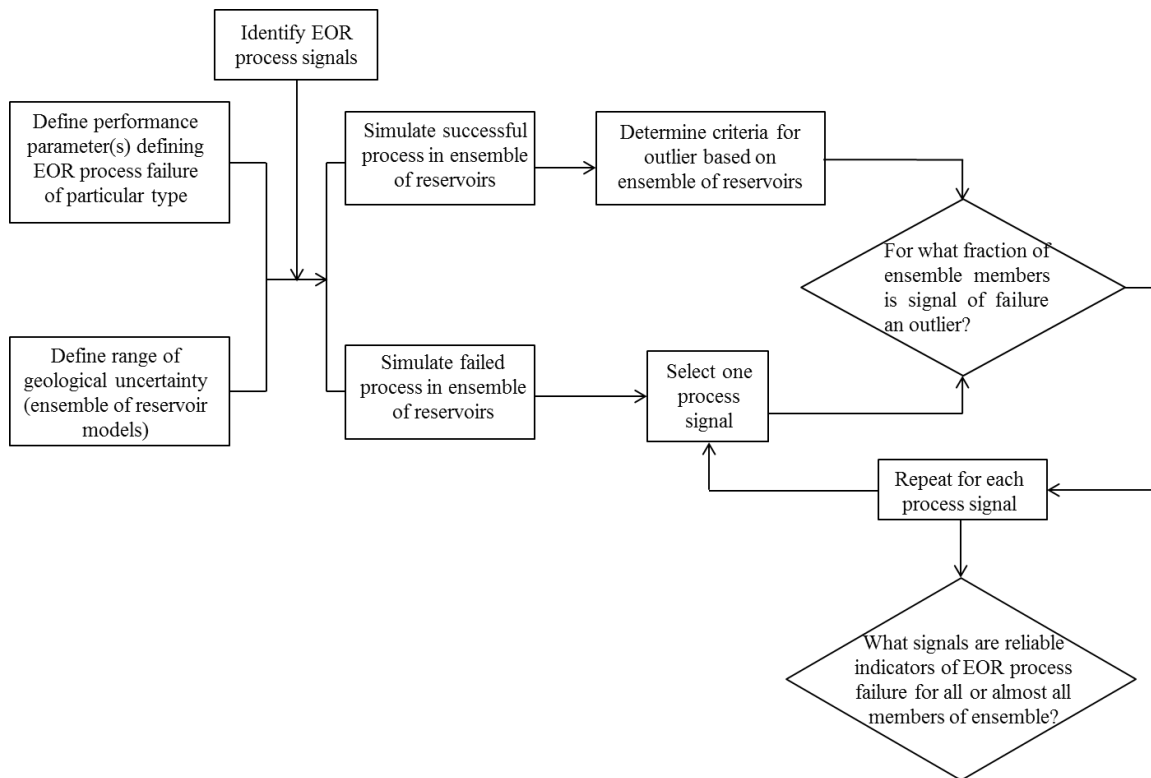 Identify EOR
process signals
Define performance
parameter(s) defining
EOR process failure
of particular type
Simulate successful
process in ensemble
of reservoirs
Determine criteria for
outlier based on
ensemble of reservoirs
For what fraction of
ensemble members
is signal of failure
an outlier?
Define range of
geological uncertainty
(ensemble of reservoir
models)
Simulate failed
process in ensemble
of reservoirs
Select one
process
signal
Repeat for each
process signal
What signals are reliable
indicators of EOR process
failure for all or almost all
members of ensemble?